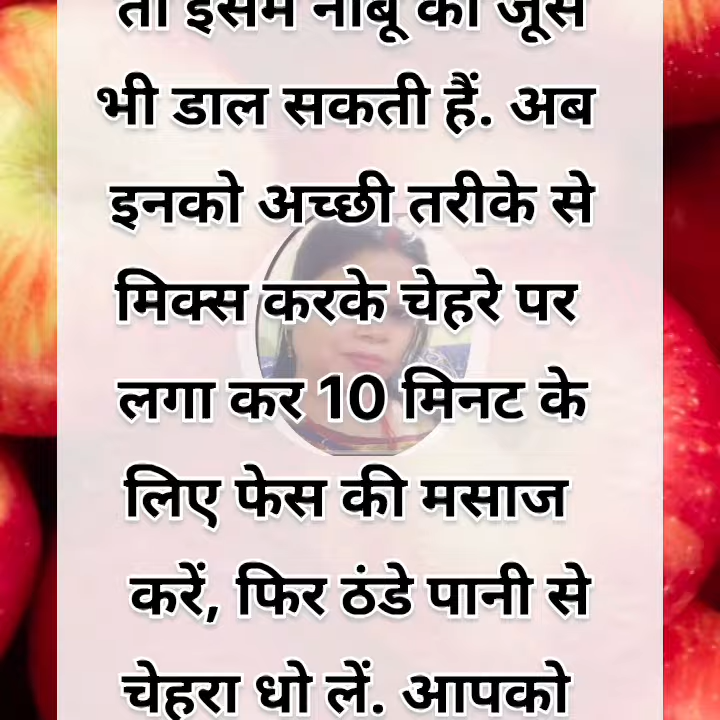 तो इसमें नींबू का जूस
भी डाल सकती हैं. अब
इनको अच्छी तरीके से
मिक्स करके चेहरे पर
लगा कर 10 मिनट के
लिए फेस की मसाज
करें, फिर ठंडे पानी से
चेहरा धो लें. आपको